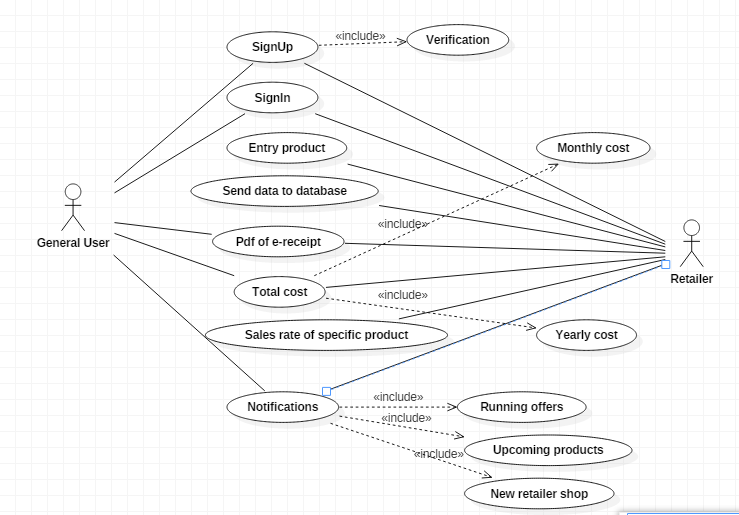 SignUp
«include»
Verification
SignIn
Entry product
Monthly cost
Send data to database
«include»
General User
Pdf of e-receipt
Retailer
Total cost
«include»
Sales rate of specific product
Yearly cost
«include»
Notifications
Running offers
«include»
Upcoming products
«include»
New retailer shop